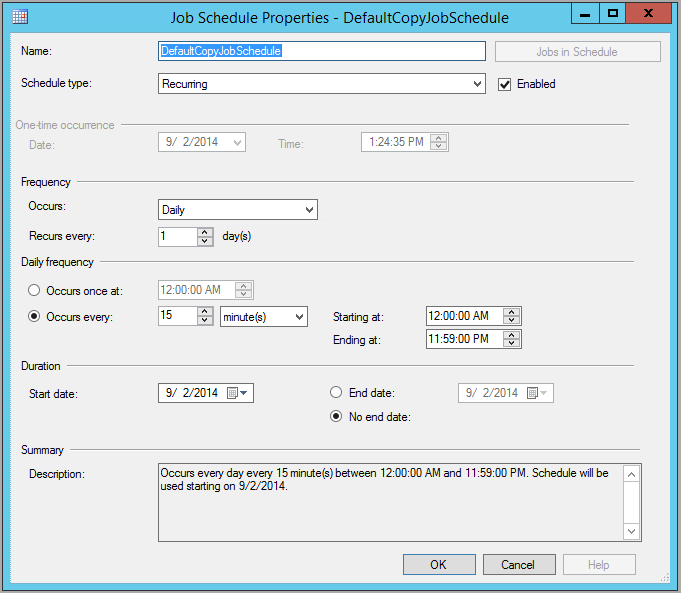 Job Schedule Properties - DefaultCopyJobSchedule
Name: DefaultCopyJobSchedule Jobs in Schedule
Schedule type: Recurring Enabled
One-time occurrence
Date: 9/ 2/2014 Time: 1:24:35 PM
Frequency
Occurs: Daily
Recurs every: 1 day(s)
Daily frequency
Occurs once at: 12:00:00 AM
Occurs every: 15 minute(s) Starting at: 12:00:00 AM
Ending at: 11:59:00 PM
Duration
Start date: 9/ 2/2014 End date: 9/ 2/2014
No end date:
Summary
Description: Occurs every day every 15 minute(s) between 12:00:00 AM and 11:59:00 PM. Schedule will be
used starting on 9/2/2014.
OK Cancel Help